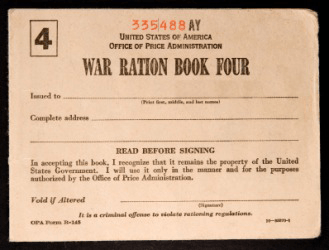 335488 AY
4
UNITED STATES OF AMERICA
OFFICE OF PRICE ADMINISTRATION
WAR RATION BOOK FOUR
Issued to
(Print first, middle, and last names)
Complete address
READ BEFORE SIGNING
In accepting this book, I recognize that it remains the property of the United
States Government. I will use it only in the manner and for the purposes
authorized by the Office of Price Administration.
Void if Altered
(Signature)
It is a criminal offense to violate rationing regulations.
OPA Form R-145